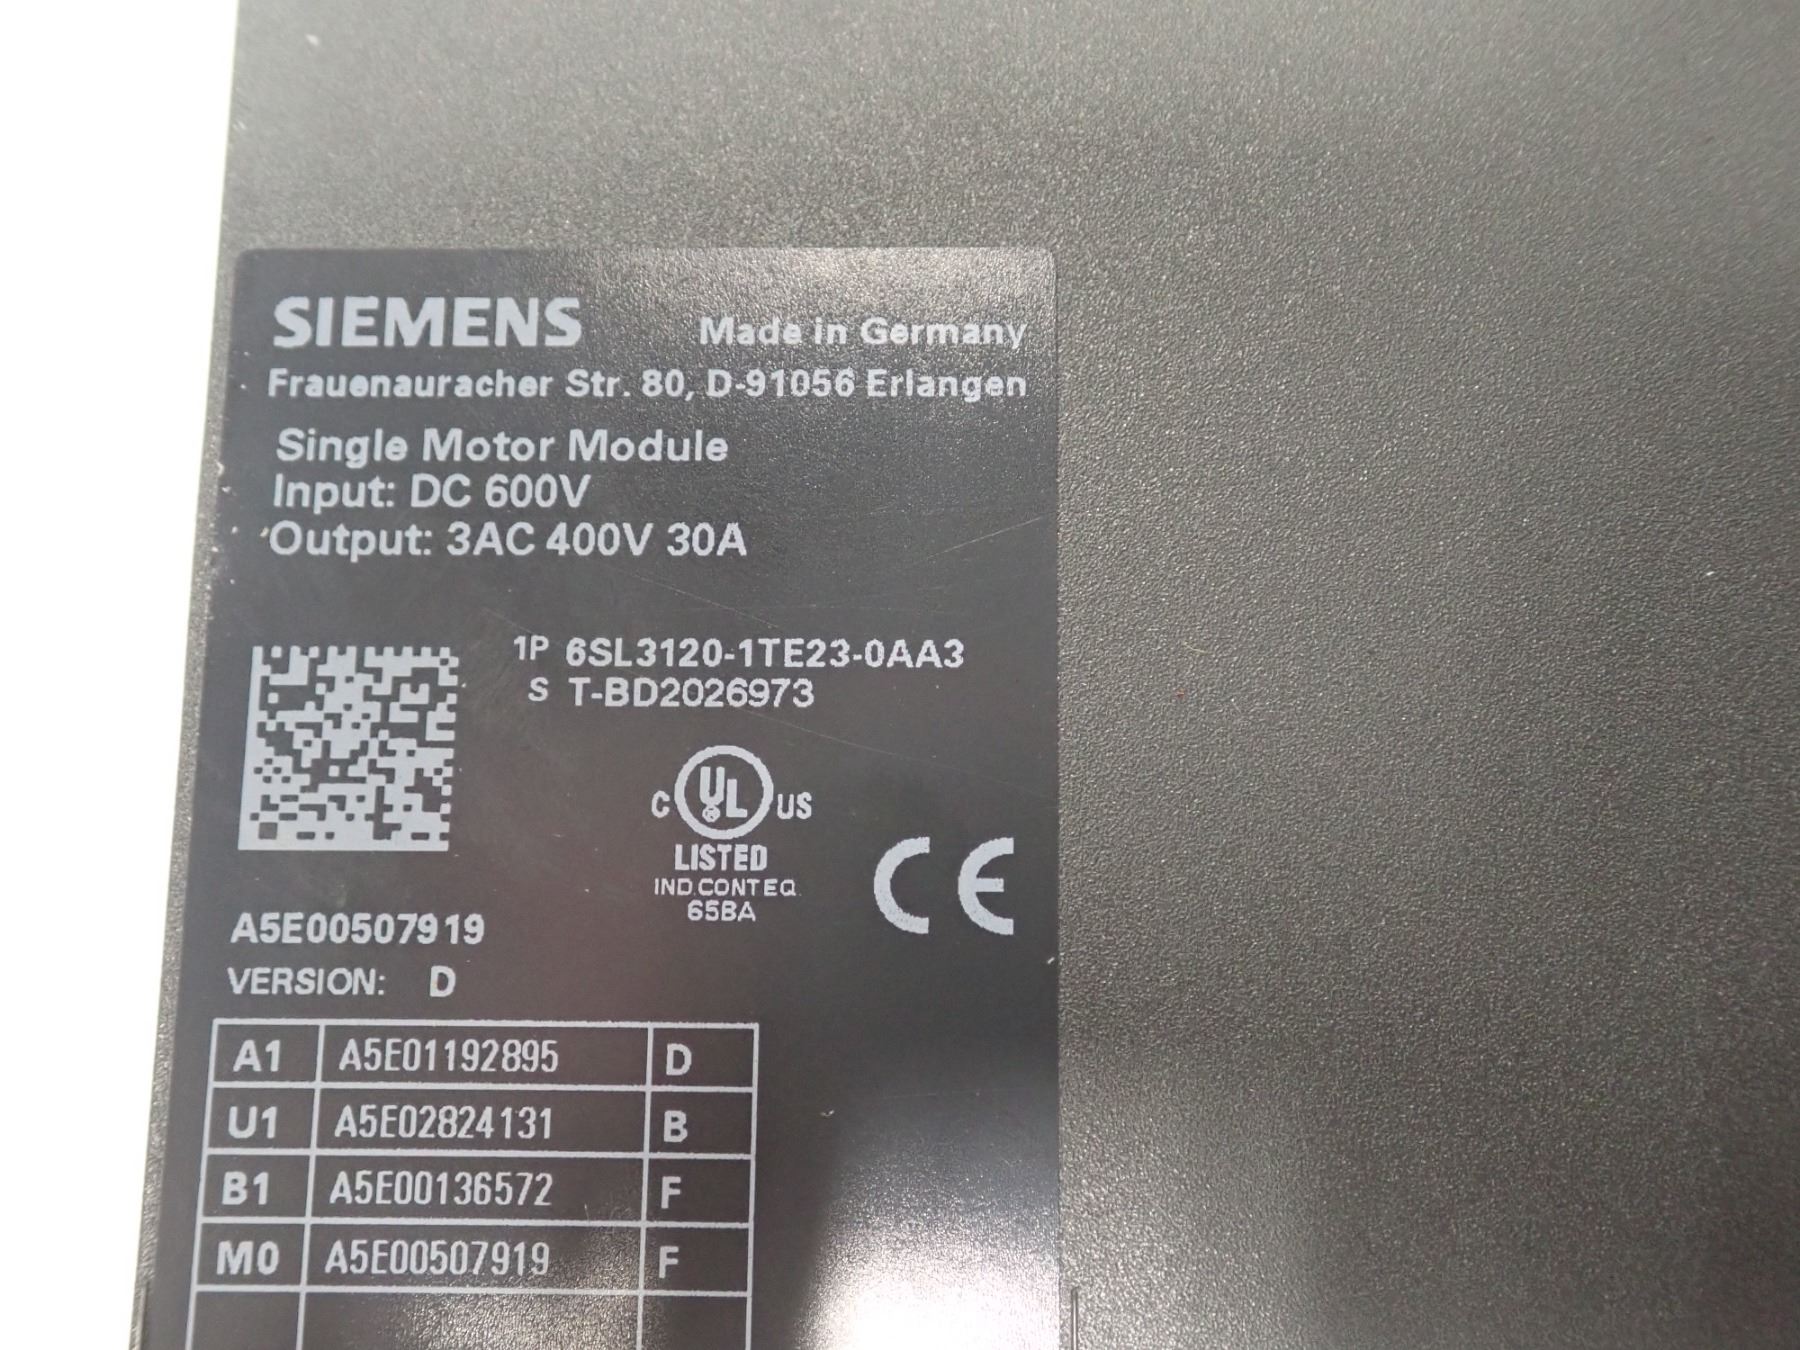 SIEMENS Made in Germany
Frauenauracher Str. 80, D-91056 Erlangen
Single Motor Module
Input: DC 600V
Output: 3AC 400V 30A
1P 6SL3120-1TE23-0AA3
S T-BD2026973
C UL US
LISTED
IND.CONT.EQ.
65BA
CE
A5E00507919
VERSION: D
A1 A5E01192895 D
U1 A5E02824131 B
B1 A5E00136572 F
M0 A5E00507919 F